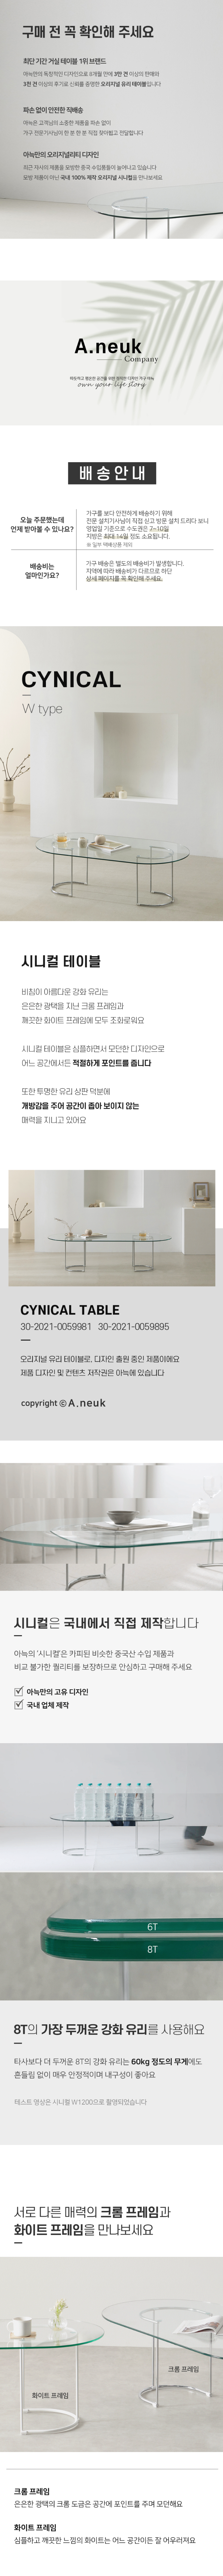 구매 전 꼭 확인해 주세요
최단 기간 거실 테이블 1위 브랜드
아늑만의 독창적인 디자인으로 8개월 만에 3만 건 이상의 판매와
3천 건 이상의 후기로 신뢰를 증명한 오리지널 유리 테이블입니다
파손 없이 안전한 직배송
아늑은 고객님의 소중한 제품을 파손 없이
가구 전문기사님이 한 분 한 분 직접 찾아뵙고 전달합니다
아늑만의 오리지널리티 디자인
최근 자사의 제품을 모방한 중국 수입품들이 늘어나고 있습니다
모방 제품이 아닌 국내 100% 제작 오리지널 시니컬을 만나보세요
A.neuk
Company
own your life story
배송안내
오늘 주문했는데
언제 받아볼 수 있나요?
가구를 보다 안전하게 배송하기 위해
전문 설치기사님이 직접 싣고 방문 설치 드리다 보니
영업일 기준으로 수도권은 7~10일
지방은 최대 14일 정도 소요됩니다.
※ 일부 택배상품 제외
배송비는
얼마인가요?
가구 배송은 별도의 배송비가 발생합니다.
지역에 따라 배송비가 다르므로 하단
상세 페이지를 꼭 확인해 주세요.
CYNICAL
W type
시니컬 테이블
비침이 아름다운 강화 유리는
은은한 광택을 지닌 크롬 프레임과
깨끗한 화이트 프레임에 모두 조화로워요
시니컬 테이블은 심플하면서 모던한 디자인으로
어느 공간에서든 적절하게 포인트를 줍니다
또한 투명한 유리 상판 덕분에
개방감을 주어 공간이 좁아 보이지 않는
매력을 지니고 있어요
CYNICAL TABLE
30-2021-0059981 30-2021-0059895
오리지널 유리 테이블로, 디자인 출원 중인 제품이에요
제품 디자인 및 컨텐츠 저작권은 아늑에 있습니다
copyright ⓒ A.neuk
시니컬은 국내에서 직접 제작합니다
아늑의 '시니컬'은 카피된 비슷한 중국산 수입 제품과
비교 불가한 퀄리티를 보장하므로 안심하고 구매해 주세요
아늑만의 고유 디자인
국내 업체 제작
6T
8T
8T의 가장 두꺼운 강화 유리를 사용해요
타사보다 더 두꺼운 8T의 강화 유리는 60kg 정도의 무게에도
흔들림 없이 매우 안정적이며 내구성이 좋아요
테스트 영상은 시니컬 W1200으로 촬영되었습니다
서로 다른 매력의 크롬 프레임과
화이트 프레임을 만나보세요
크롬 프레임
화이트 프레임
크롬 프레임
은은한 광택의 크롬 도금은 공간에 포인트를 주며 모던해요
화이트 프레임
심플하고 깨끗한 느낌의 화이트는 어느 공간이든 잘 어우러져요